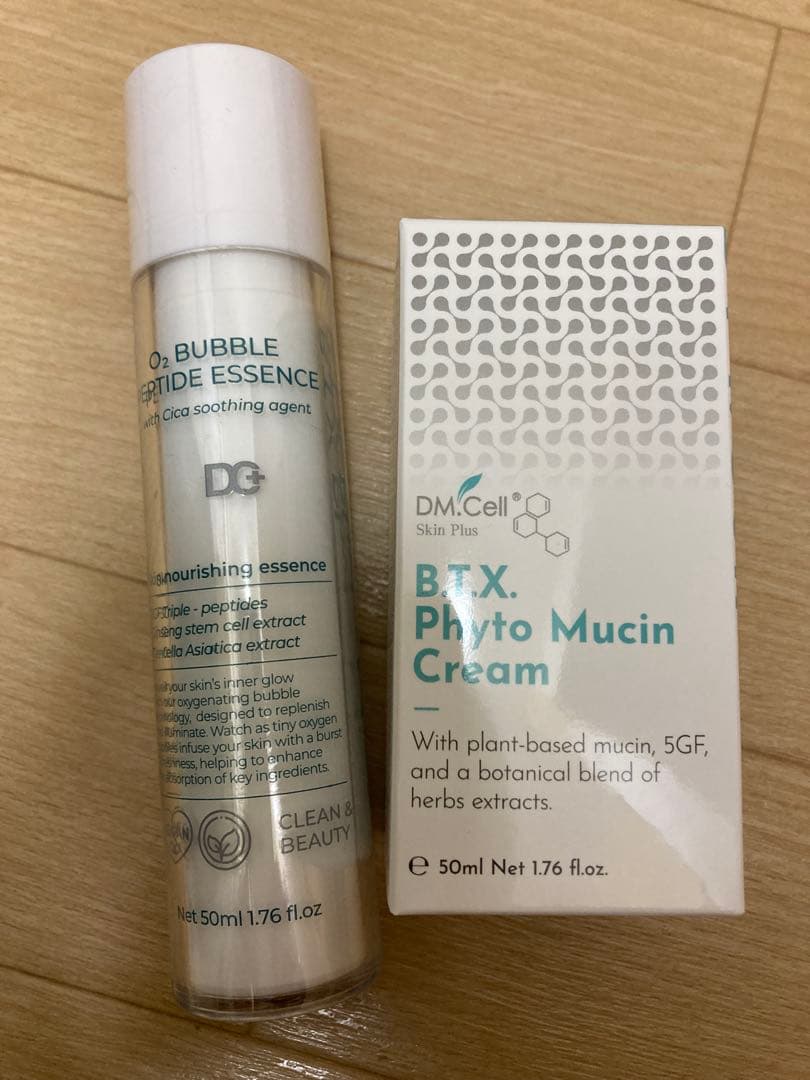 O₂ BUBBLE
PEPTIDE ESSENCE
with Cica soothing agent
DG+
nourishing essence
Triple - peptides
stem cell extract
Asiatica extract
your skin's inner glow
our oxygenating bubble
designed to replenish
Watch as tiny oxygen
infuse your skin with a burst
helping to enhance
absorption of key ingredients.
CLEAN &
BEAUTY
Net 50ml 1.76 fl.oz
DM.Cell®
Skin Plus
B.T.X.
Phyto Mucin
Cream
With plant-based mucin, 5GF,
and a botanical blend of
herbs extracts.
℮ 50ml Net 1.76 fl.oz.